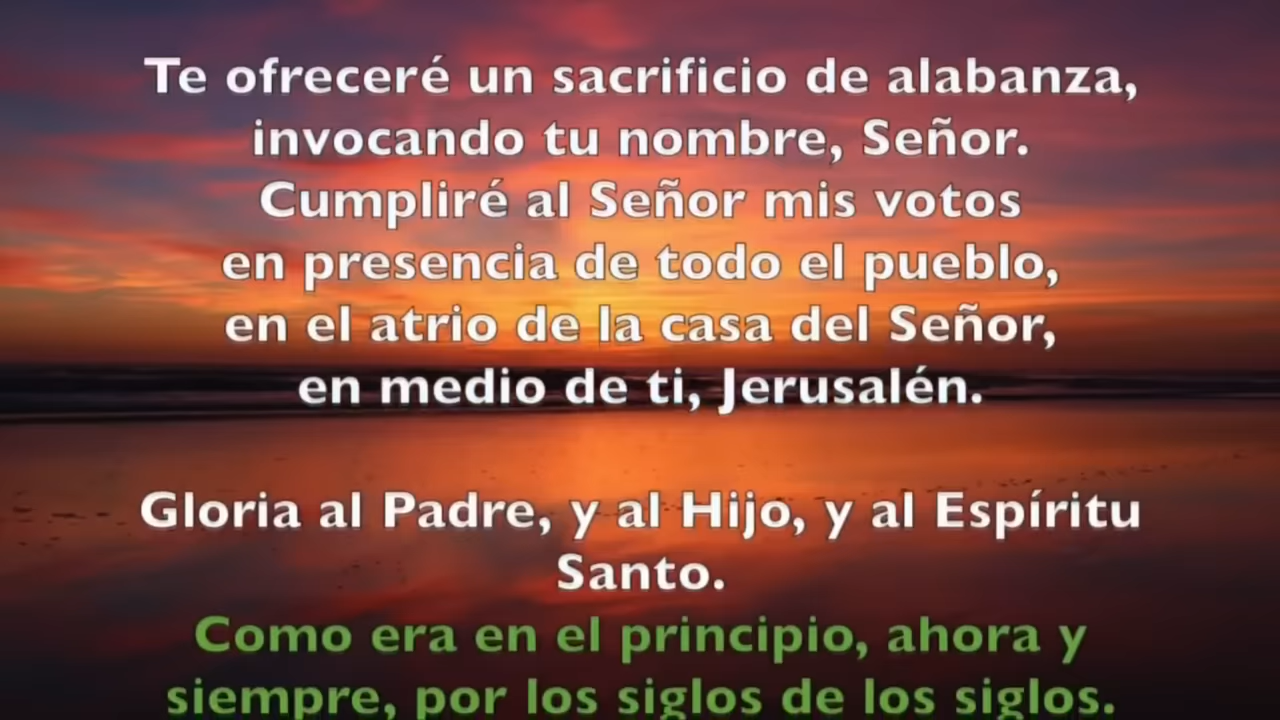 Te ofreceré un sacrificio de alabanza,
invocando tu nombre, Señor.
Cumpliré al Señor mis votos
en presencia de todo el pueblo,
en el atrio de la casa del Señor,
en medio de ti, Jerusalén.
Gloria al Padre, y al Hijo, y al Espíritu
Santo.
Como era en el principio, ahora y
siempre, por los siglos de los siglos.